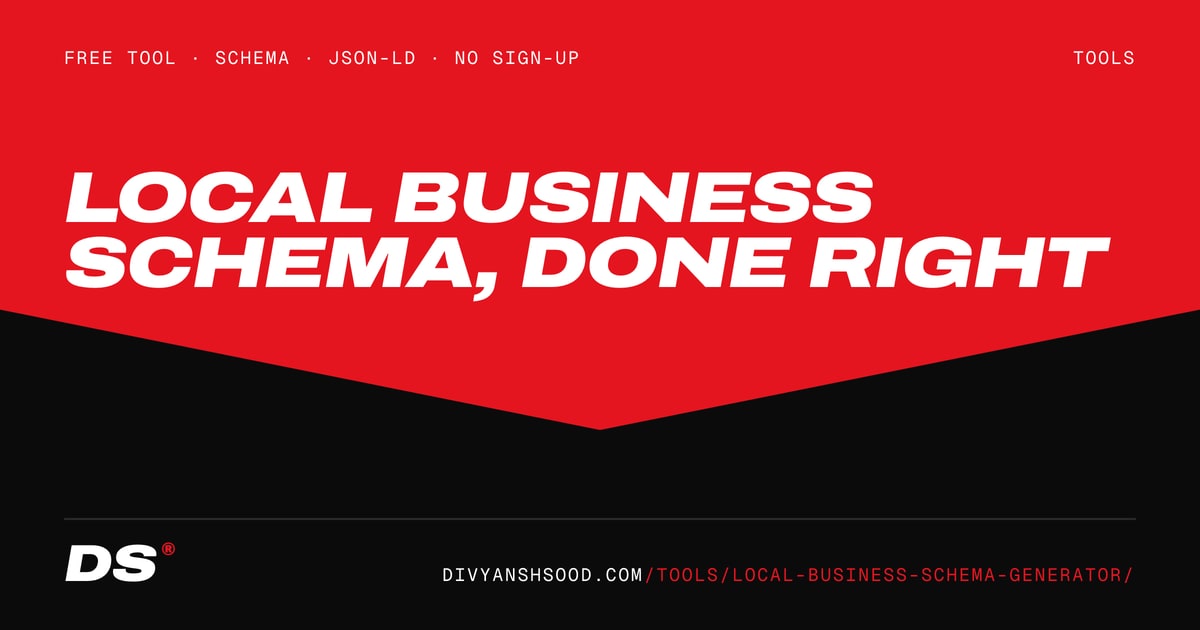 FREE TOOL · SCHEMA · JSON-LD · NO SIGN-UP
TOOLS
LOCAL BUSINESS
SCHEMA, DONE RIGHT
DS®
DIVYANSHSOOD.COM/TOOLS/LOCAL-BUSINESS-SCHEMA-GENERATOR/